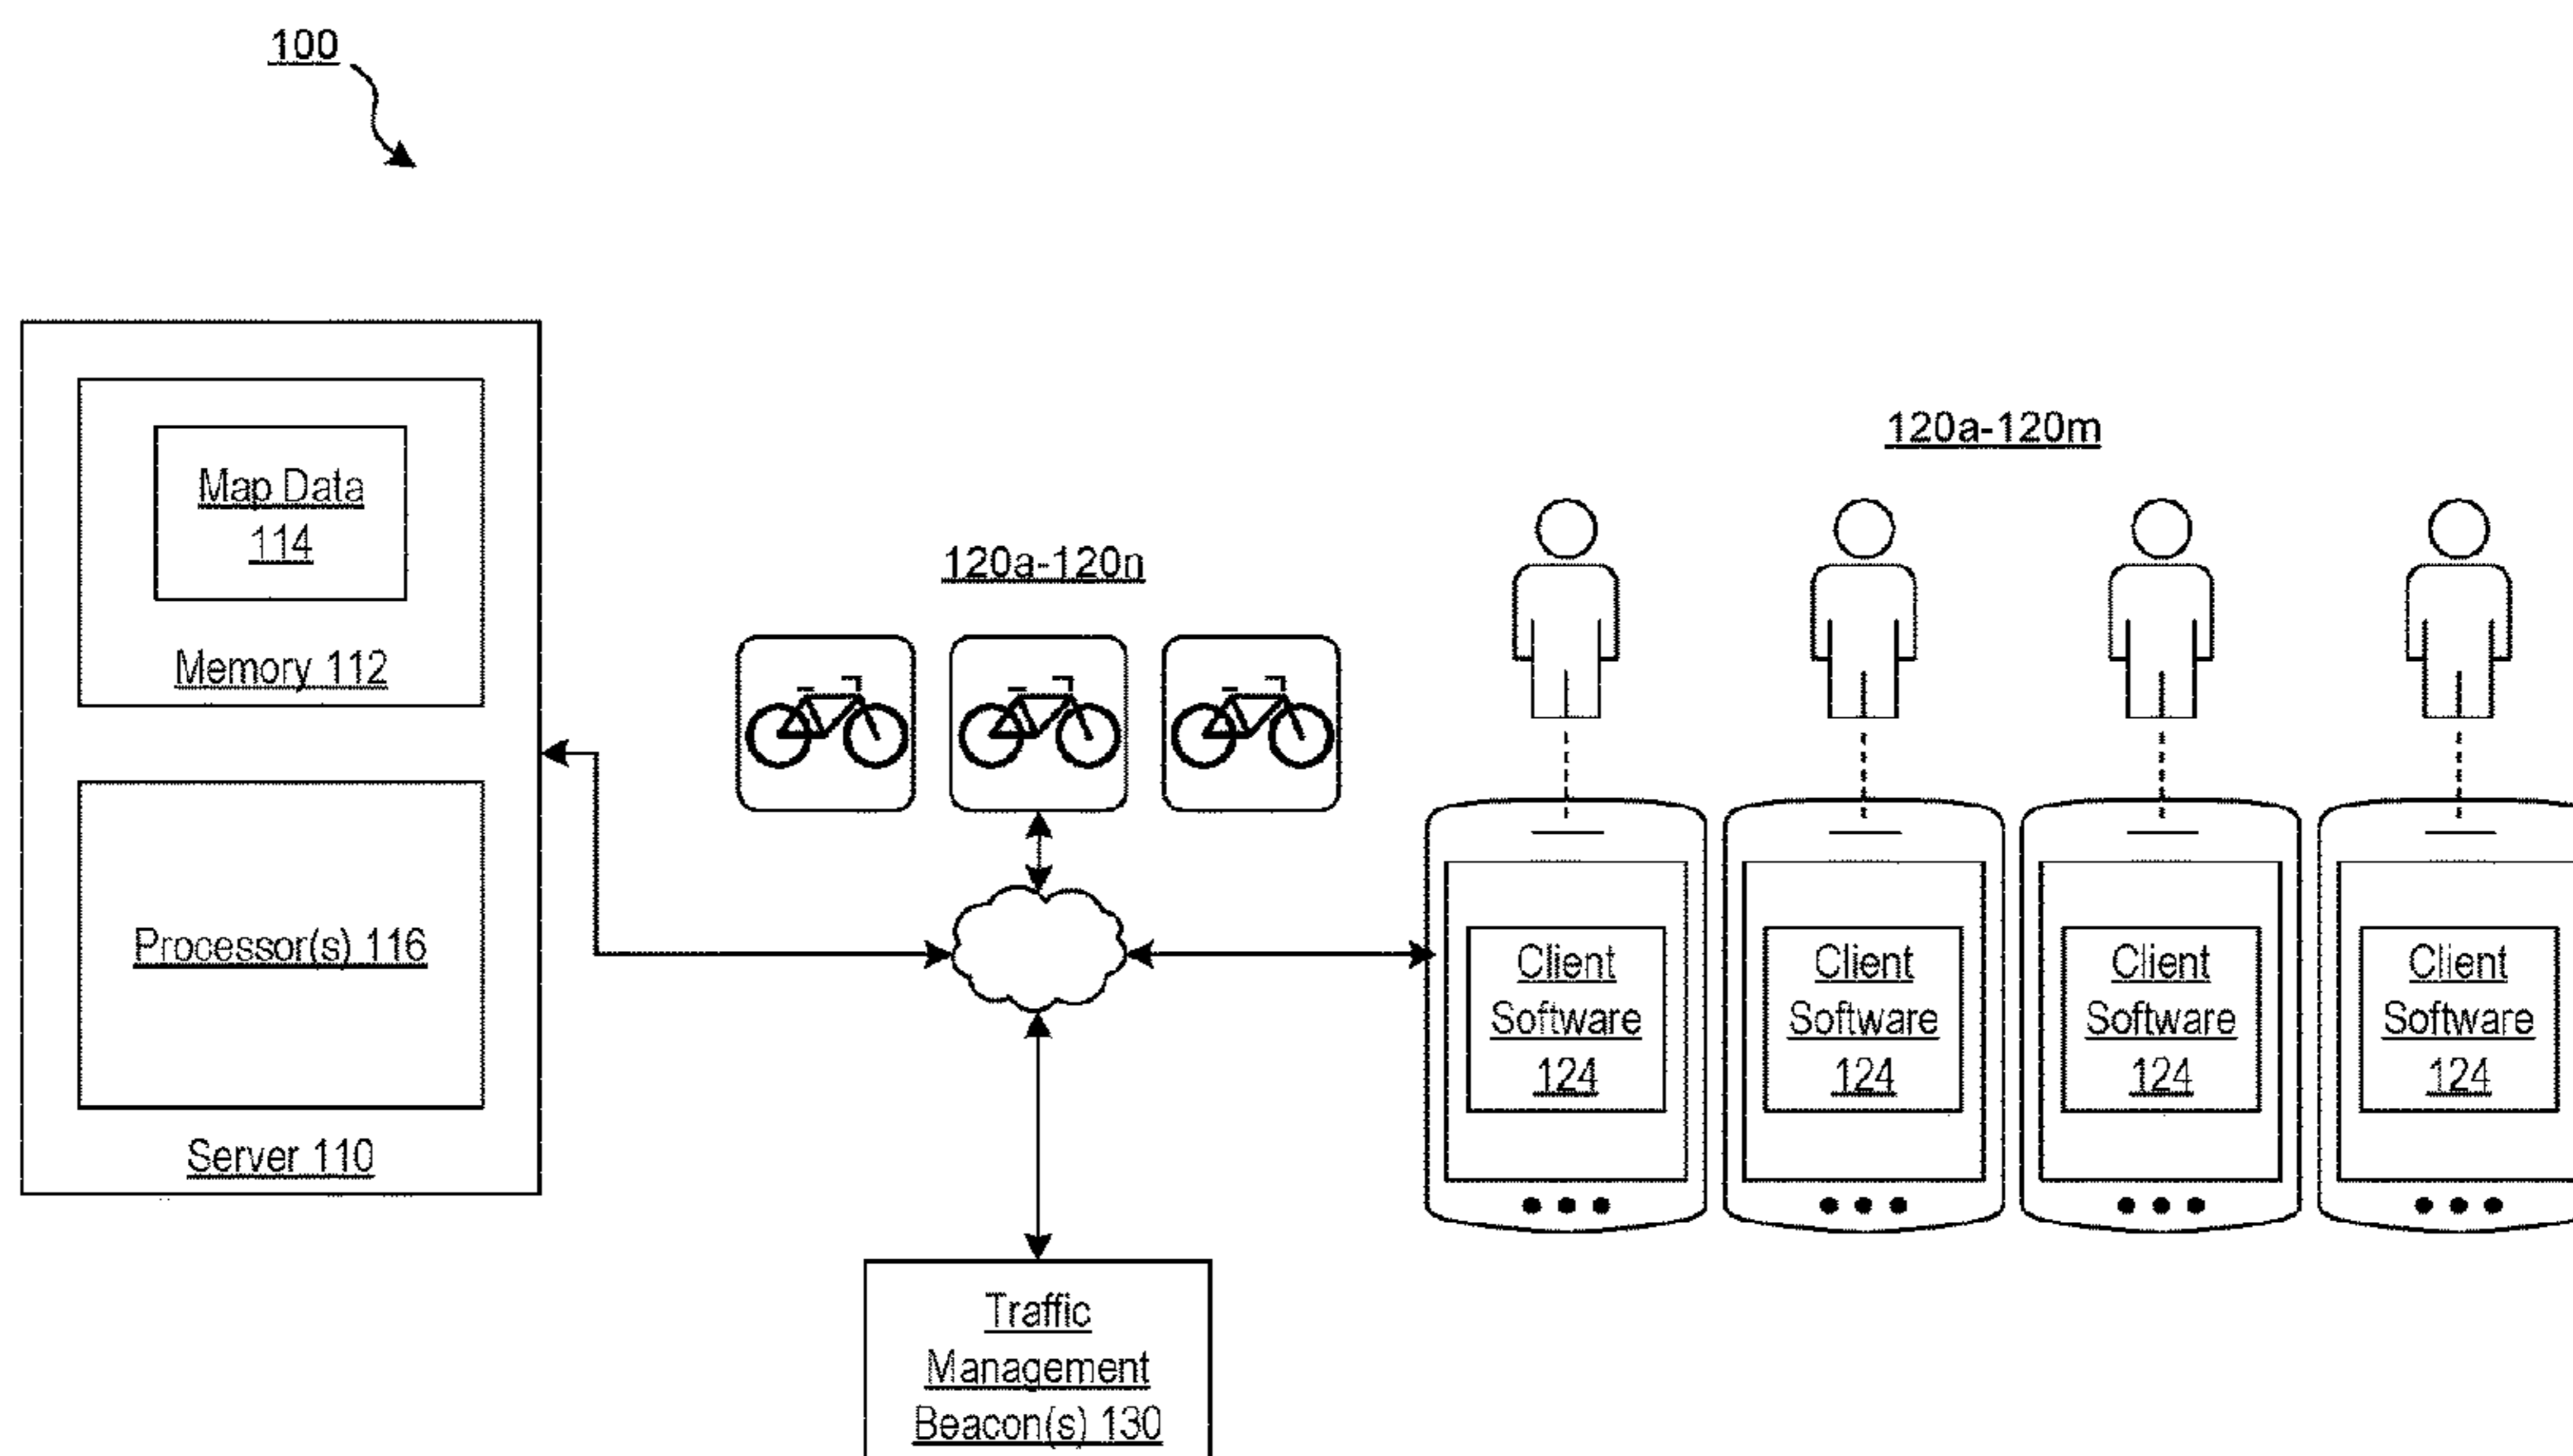 100
Map Data
114
Memory 112
Processor(s) 116
Server 110
120a-120n
120a-120m
Client
Software
124
Client
Software
124
Client
Software
124
Client
Software
124
Traffic
Management
Beacon(s) 130